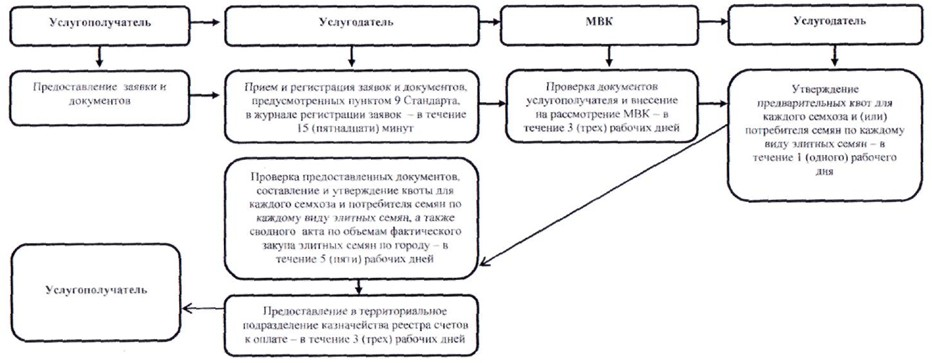 Услугополучатель
Услугодатель
МВК
Услугодатель
Предоставление заявки и
документов
Прием и регистрация заявок и документов,
предусмотренных пунктом 9 Стандарта,
в журнале регистрации заявок – в течение
15 (пятнадцати) минут
Проверка документов
услугополучателя и внесение
на рассмотрение МВК – в
течение 3 (трех) рабочих дней
Утверждение
предварительных квот для
каждого семхоза и (или)
потребителя семян по каждому
виду элитных семян – в
течение 1 (одного) рабочего
дня
Проверка предоставленных документов,
составление и утверждение квоты для
каждого семхоза и потребителя семян по
каждому виду элитных семян, а также
сводного акта по объемам фактического
закупа элитных семян по городу – в
течение 5 (пяти) рабочих дней
Услугополучатель
Предоставление в территориальное
подразделение казначейства реестра счетов
к оплате – в течение 3 (трех) рабочих дней